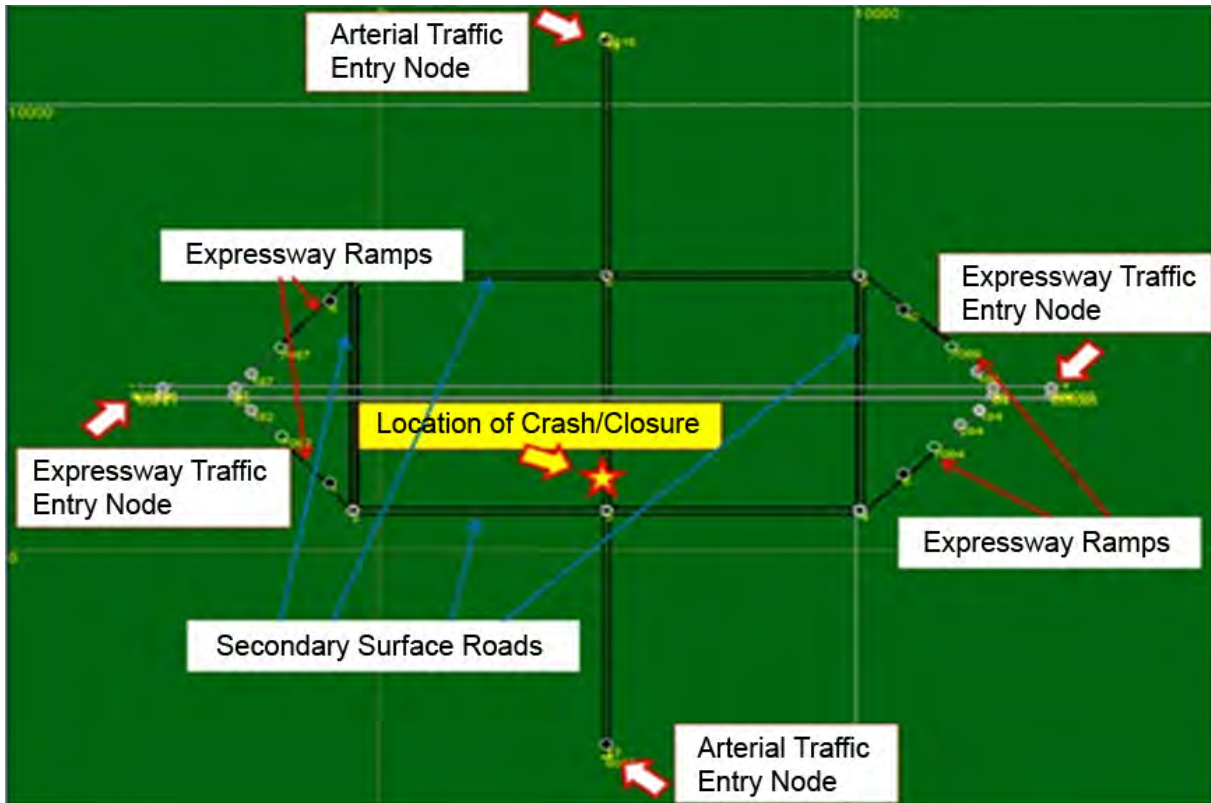 Arterial Traffic
Entry Node
10000
10000
Expressway Ramps
Expressway Traffic
Entry Node
Location of Crash/Closure
Expressway Traffic
Entry Node
Expressway Ramps
0
Secondary Surface Roads
Arterial Traffic
Entry Node